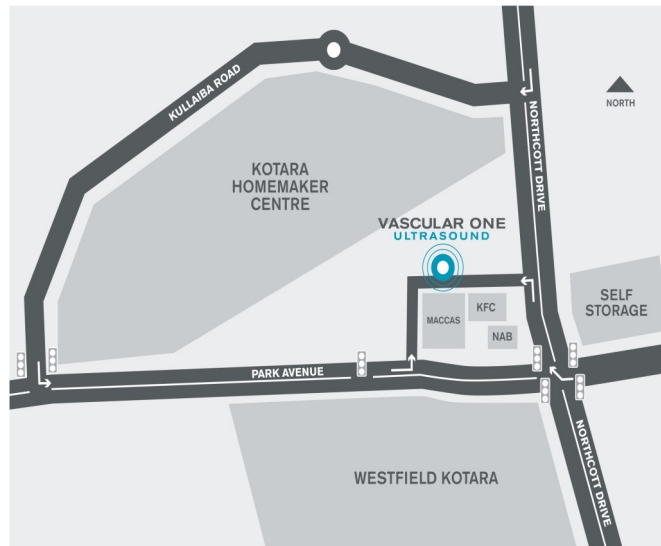 KULLAIBA ROAD
NORTH
NORTHCOTT DRIVE
KOTARA
HOMEMAKER
CENTRE
VASCULAR ONE
ULTRASOUND
SELF
STORAGE
KFC
MACCAS
NAB
PARK AVENUE
NORTHCOTT DRIVE
WESTFIELD KOTARA